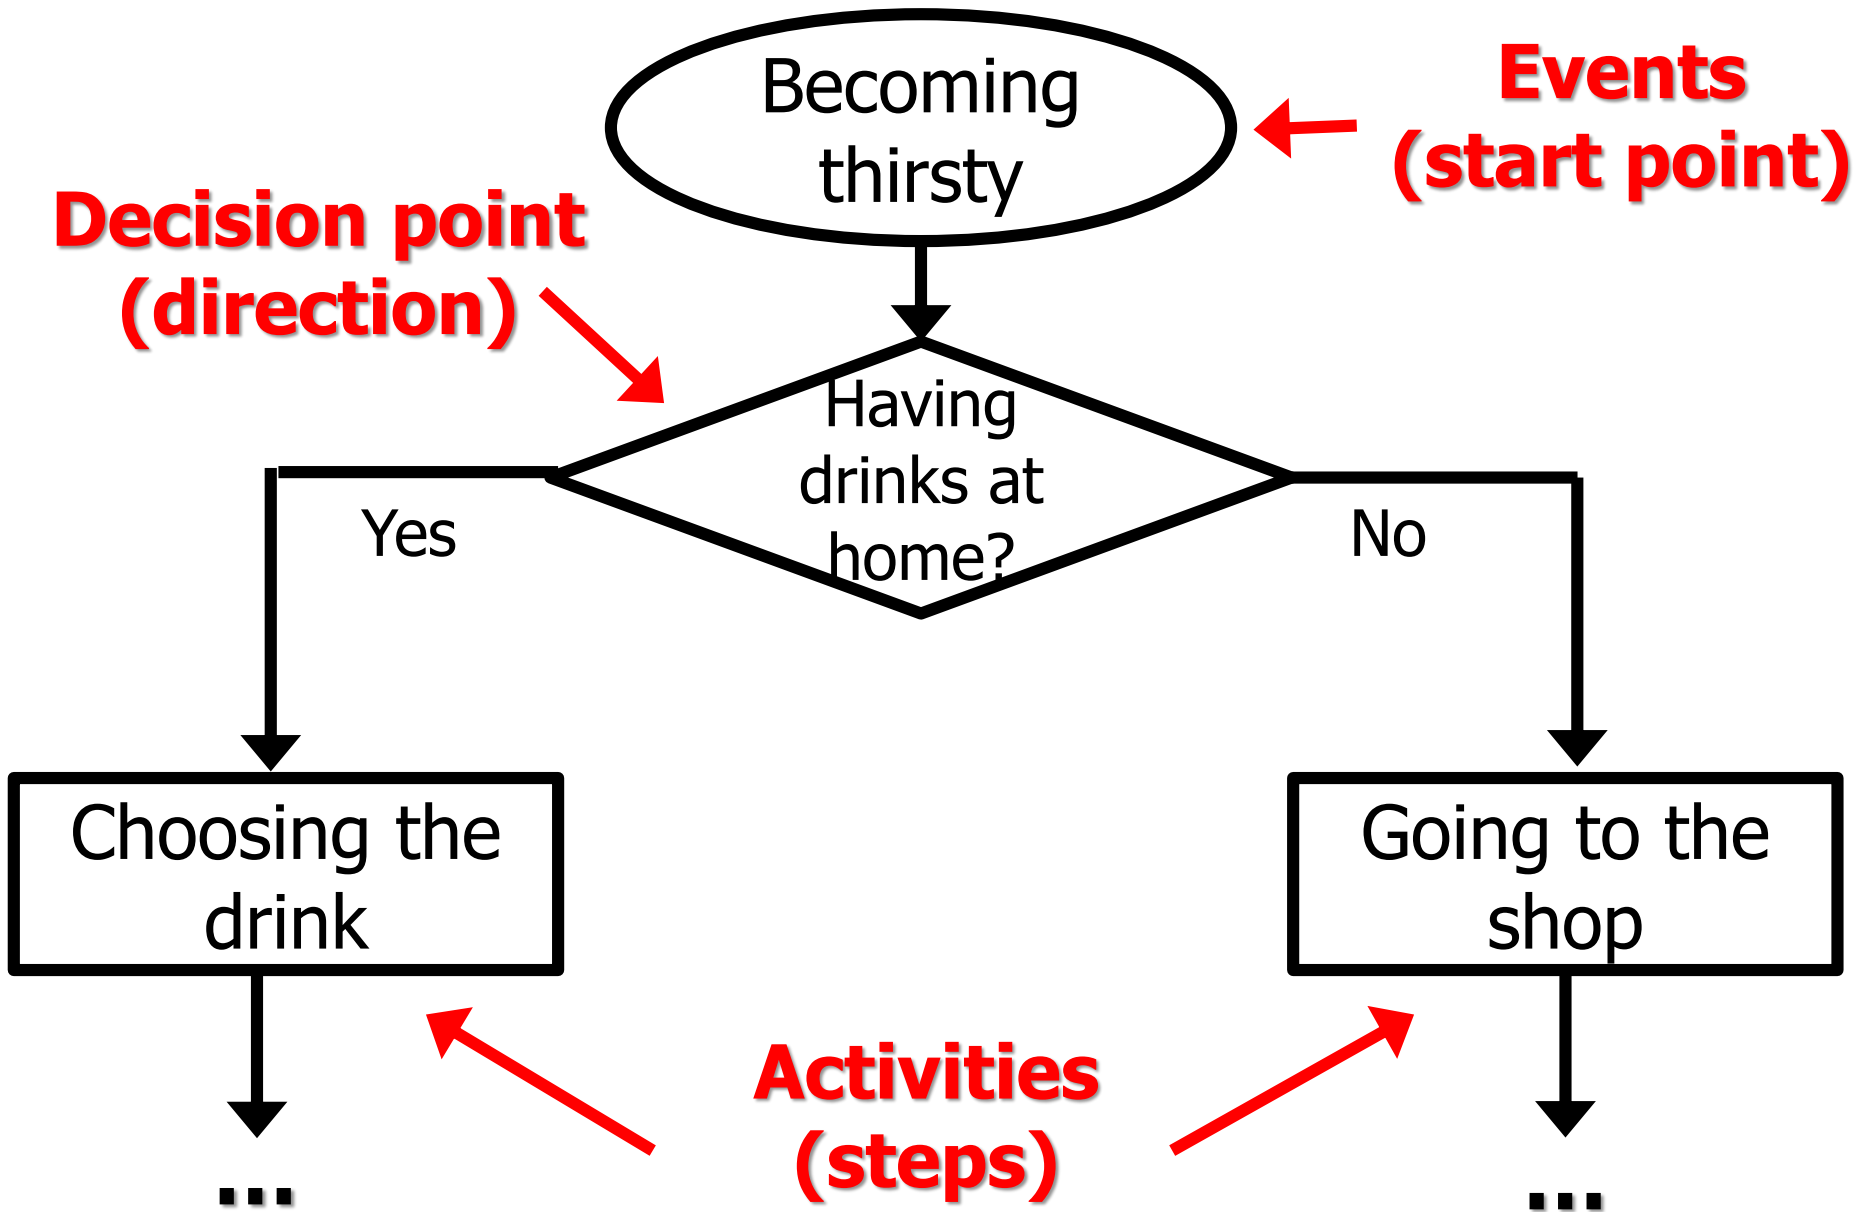 Becoming
thirsty
Events
(start point)
Decision point
(direction)
Having
drinks at
home?
Yes
No
Choosing the
drink
Going to the
shop
Activities
(steps)
...
...